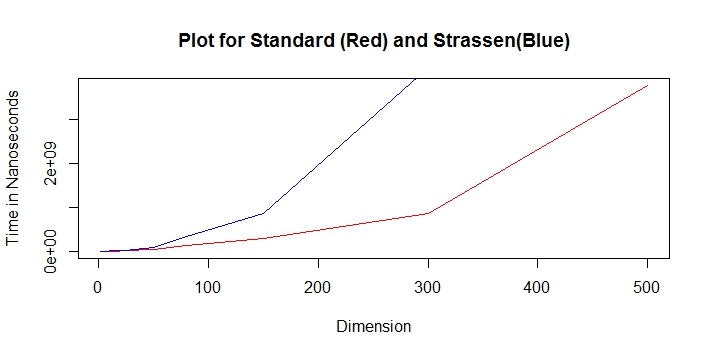 Plot for Standard (Red) and Strassen(Blue)
Time in Nanoseconds
2e+09
0e+00
0 100 200 300 400 500
Dimension